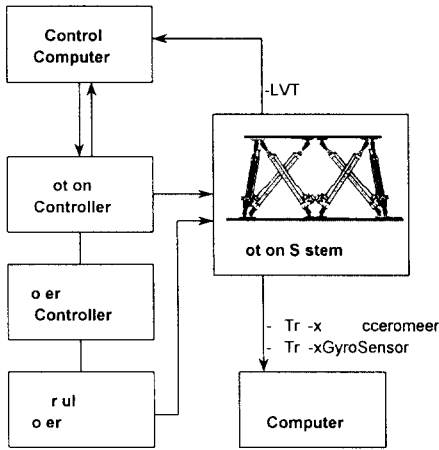 Control
Computer
-LVT
ot on
Controller
ot on S stem
o er
Controller
- Tr -x cceromeer
- Tr -xGyroSensor
r ul
o er
Computer